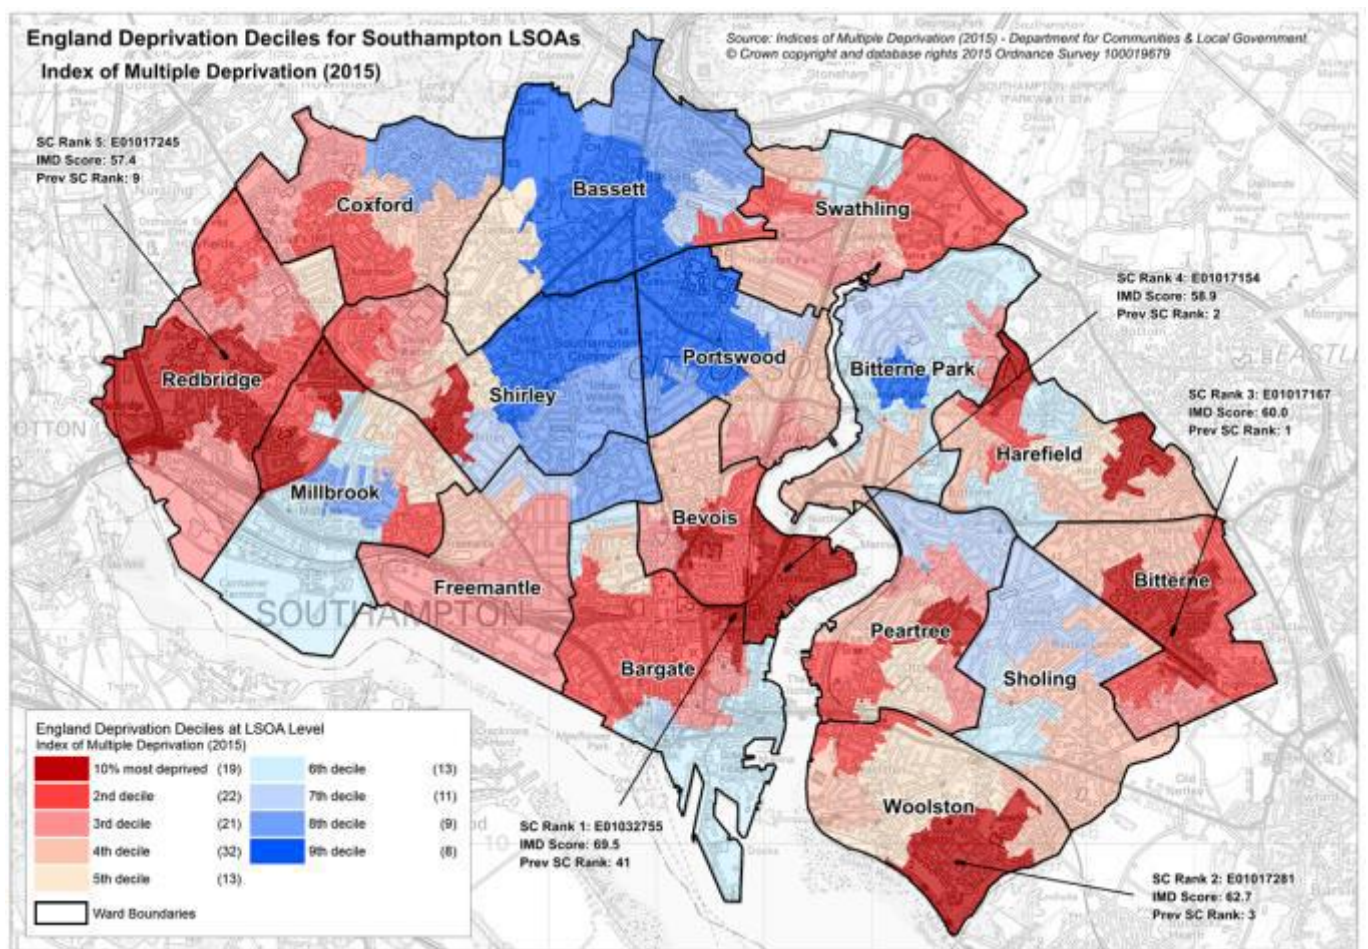 England Deprivation Deciles for Southampton LSOAs
Index of Multiple Deprivation (2015)
Source: Indices of Multiple Deprivation (2015) - Department for Communities & Local Government
© Crown copyright and database rights 2015 Ordnance Survey 100019679
SC Rank 5: E01017245
IMD Score: 57.4
Prev SC Rank: 9
Bassett
Coxford
Swathling
SC Rank 4: E01017154
IMD Score: 58.9
Prev SC Rank: 2
Portswood
Bitterne Park
Redbridge
Shirley
SC Rank 3: E01017167
IMD Score: 60.0
Prev SC Rank: 1
Harefield
Millbrook
Bevois
Bitterne
Freemantle
Container
Terminal
SOUTHAMPTON
Peartree
Bargate
Sholing
Woolston
England Deprivation Deciles at LSOA Level
Index of Multiple Deprivation (2015)
10% most deprived (19)
2nd decile (22)
3rd decile (21)
4th decile (32)
5th decile (13)
6th decile (13)
7th decile (11)
8th decile (9)
9th decile (8)
Ward Boundaries
SC Rank 1: E01032755
IMD Score: 69.5
Prev SC Rank: 41
SC Rank 2: E01017281
IMD Score: 62.7
Prev SC Rank: 3